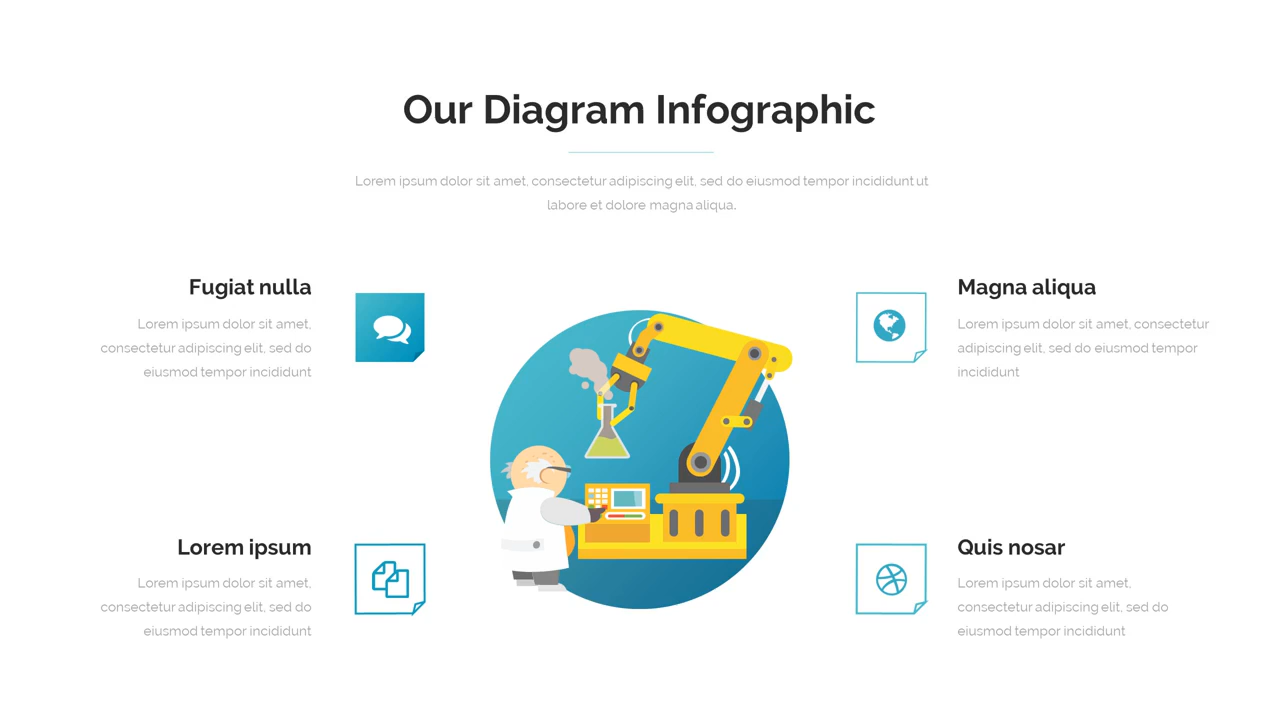 Our Diagram Infographic
Lorem ipsum dolor sit amet, consectetur adipiscing elit, sed do eiusmod tempor incididunt ut
labore et dolore magna aliqua.
Fugiat nulla
Lorem ipsum dolor sit amet,
consectetur adipiscing elit, sed do
eiusmod tempor incididunt
Magna aliqua
Lorem ipsum dolor sit amet, consectetur
adipiscing elit, sed do eiusmod tempor
incididunt
Lorem ipsum
Lorem ipsum dolor sit amet,
consectetur adipiscing elit, sed do
eiusmod tempor incididunt
Quis nosar
Lorem ipsum dolor sit amet,
consectetur adipiscing elit, sed do
eiusmod tempor incididunt